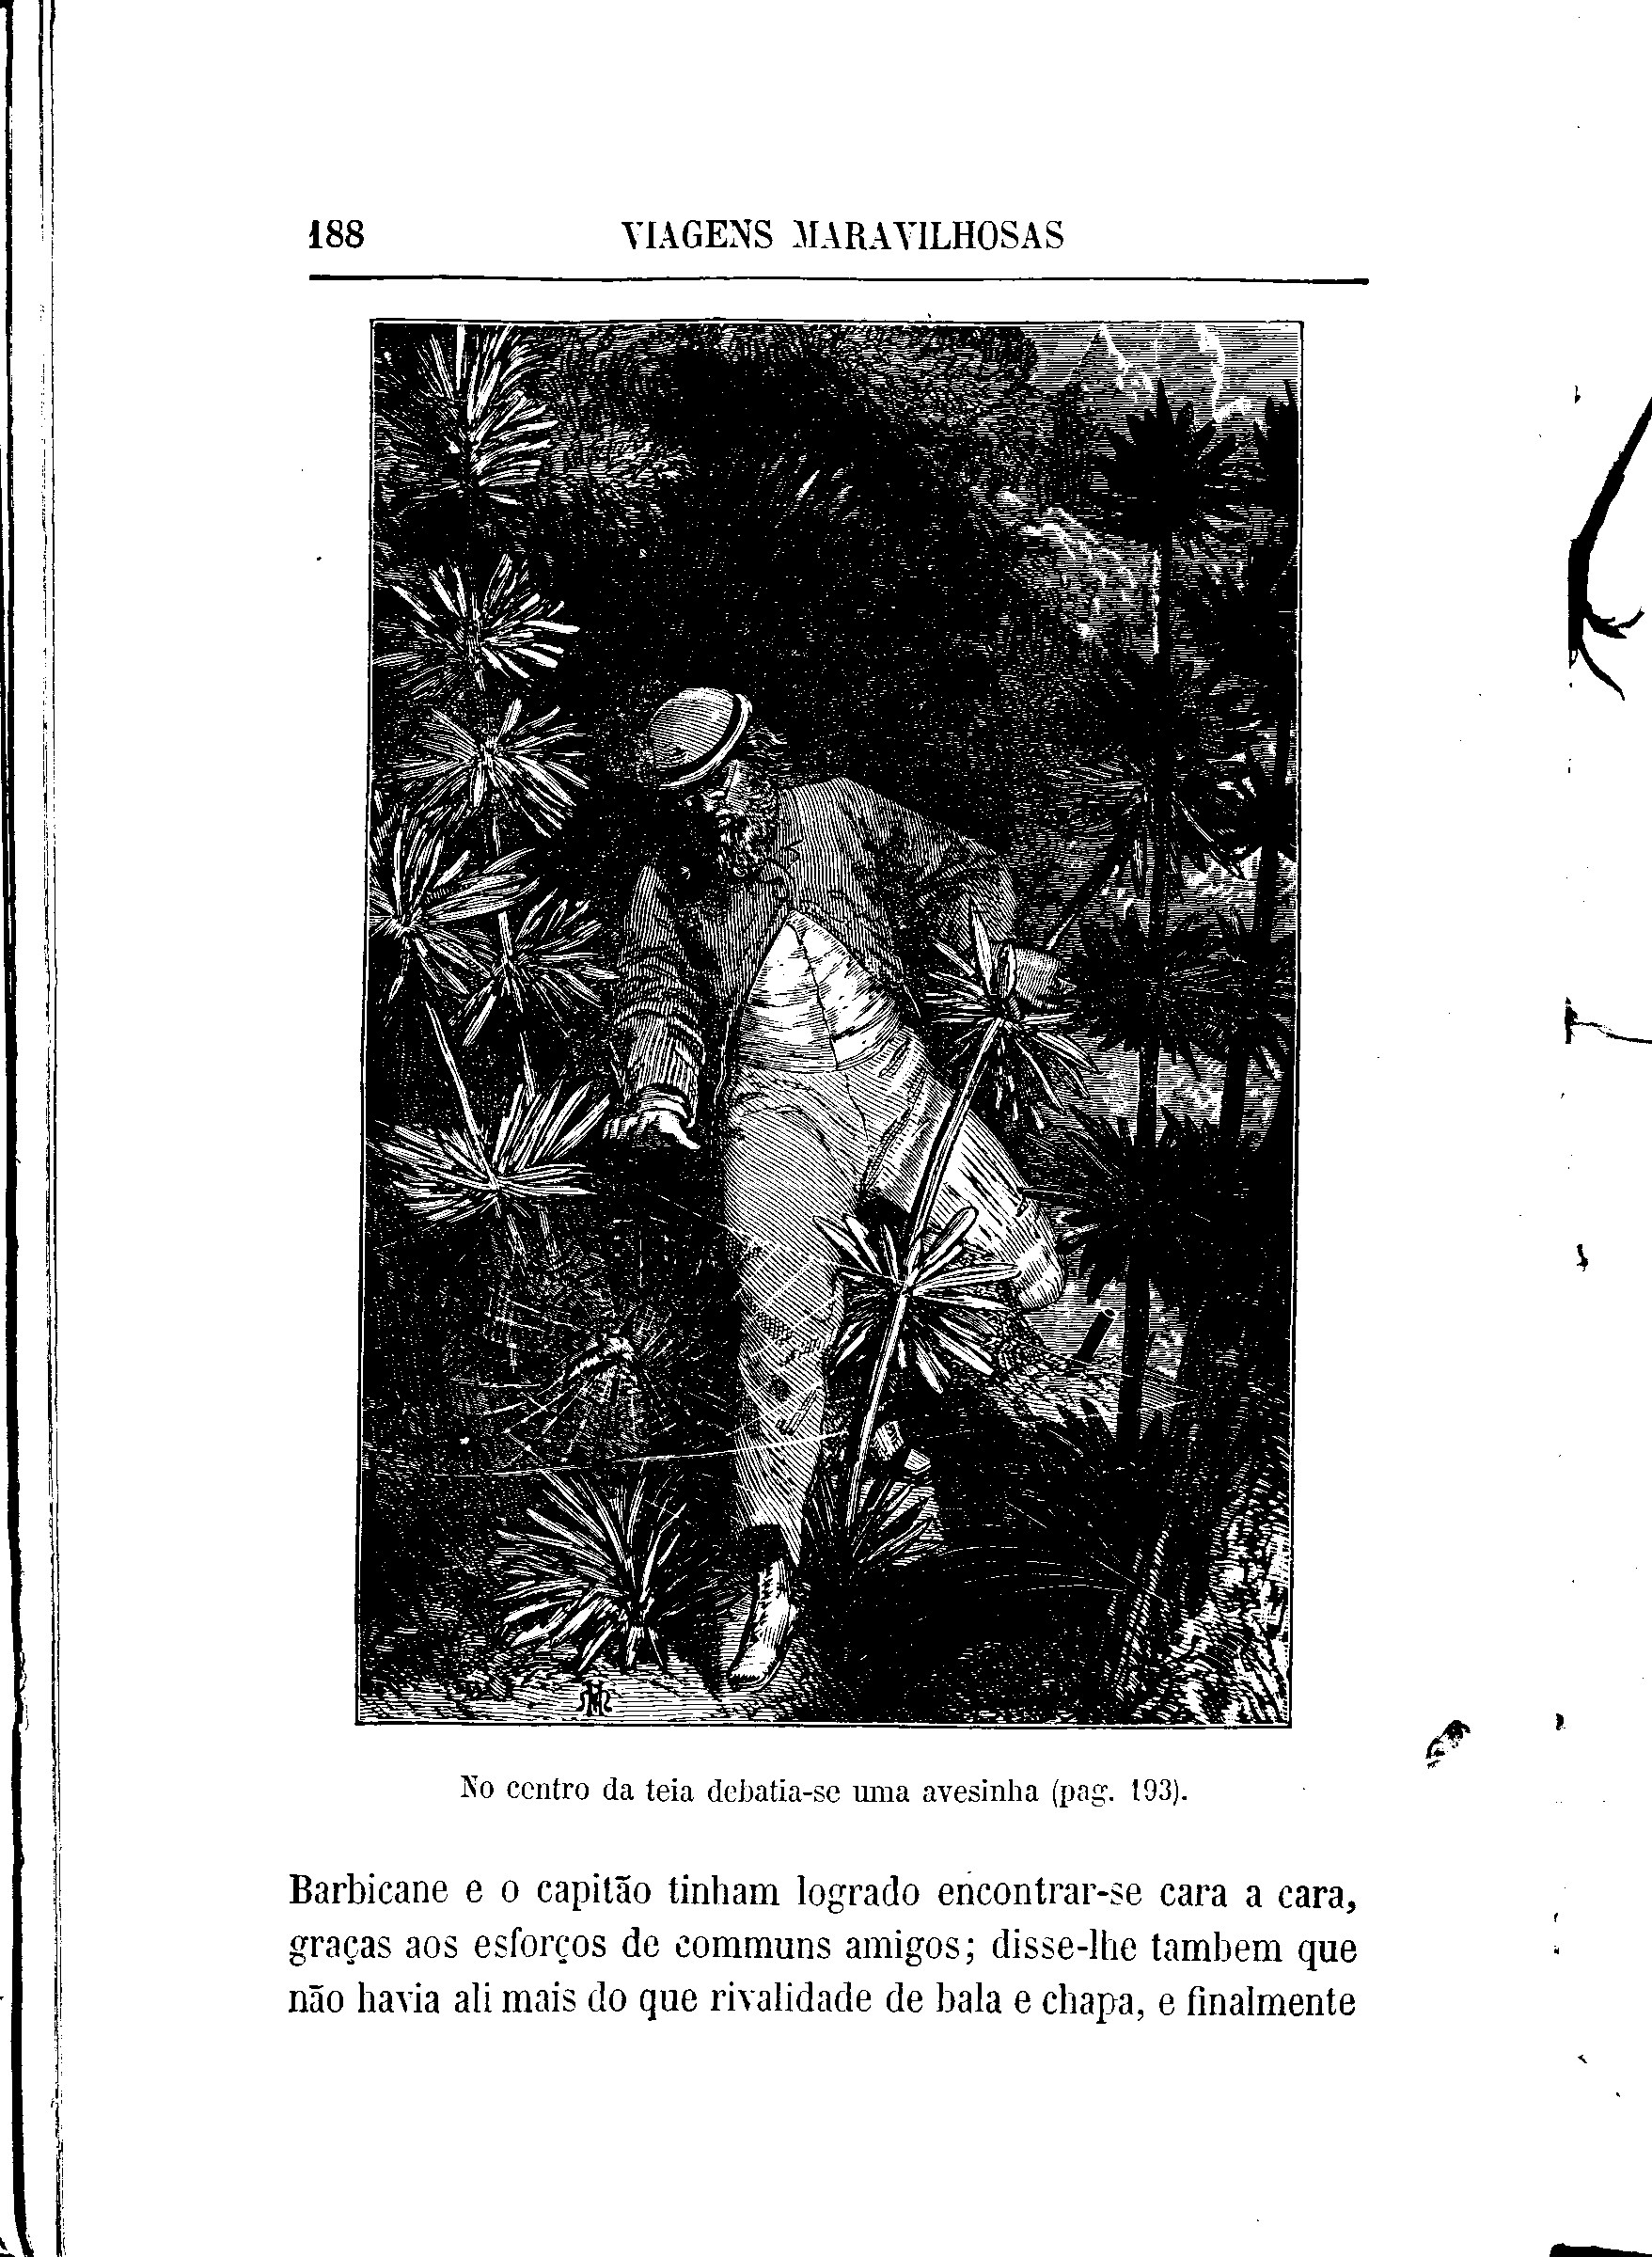 188 VIAGENS MARAVILHOSAS
No centro da teia debatia-se uma avesinha (pag. 193).
Barbicane e o capitão tinham logrado encontrar-se cara a cara,
graças aos esforços de communs amigos; disse-lhe tambem que
não havia ali mais do que rivalidade de bala e chapa, e finalmente